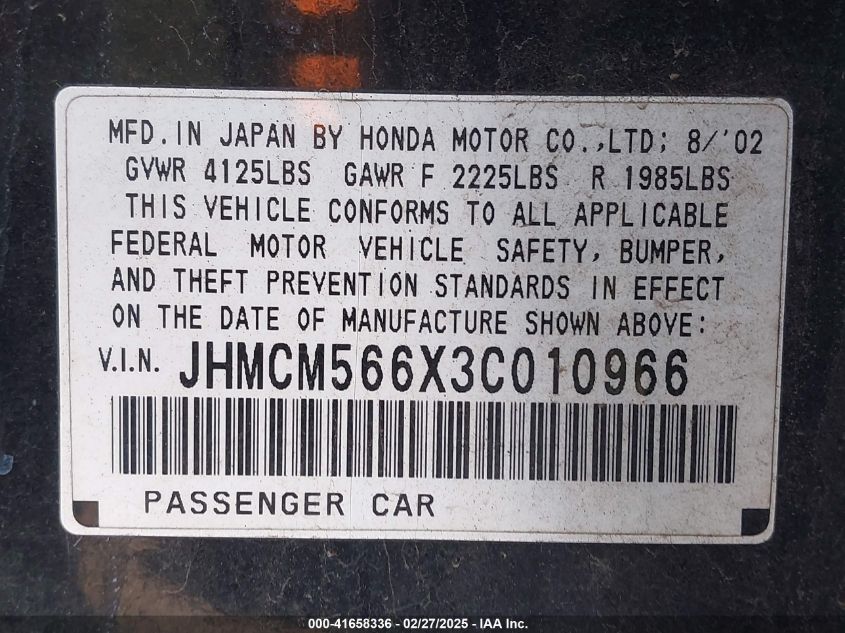 MFD. IN JAPAN BY HONDA MOTOR CO.,LTD; 8/'02
GVWR 4125LBS GAWR F 2225LBS R 1985LBS
THIS VEHICLE CONFORMS TO ALL APPLICABLE
FEDERAL MOTOR VEHICLE SAFETY, BUMPER,
AND THEFT PREVENTION STANDARDS IN EFFECT
ON THE DATE OF MANUFACTURE SHOWN ABOVE:
V.I.N. JHMCM566X3C010966
PASSENGER CAR
000-41658336 - 02/27/2025 - IAA Inc.